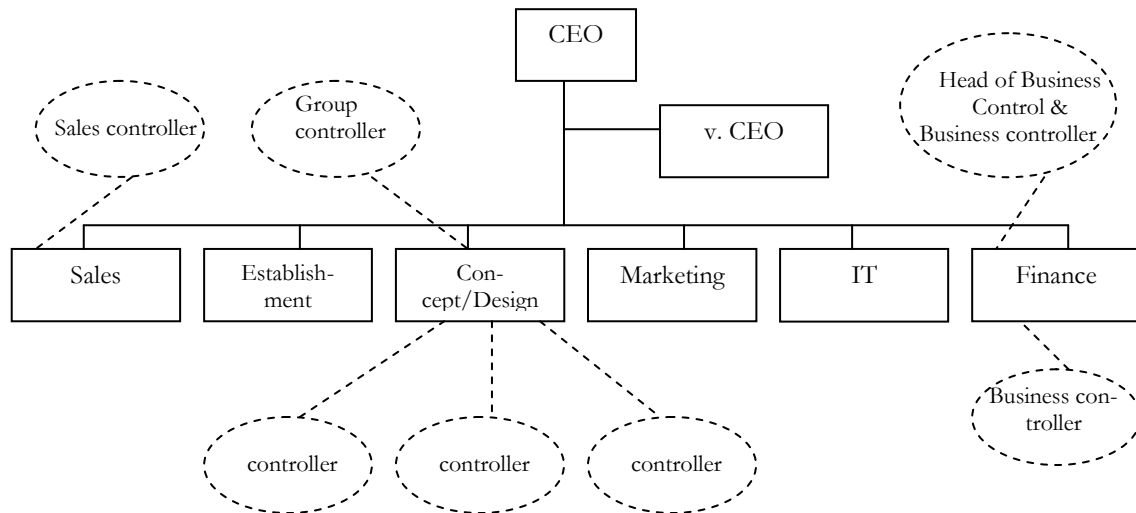 CEO
Head of Business
Control &
Business controller
Group
controller
Sales controller
v. CEO
Sales
Establish-
ment
Con-
cept/Design
Marketing
IT
Finance
Business con-
troller
controller
controller
controller